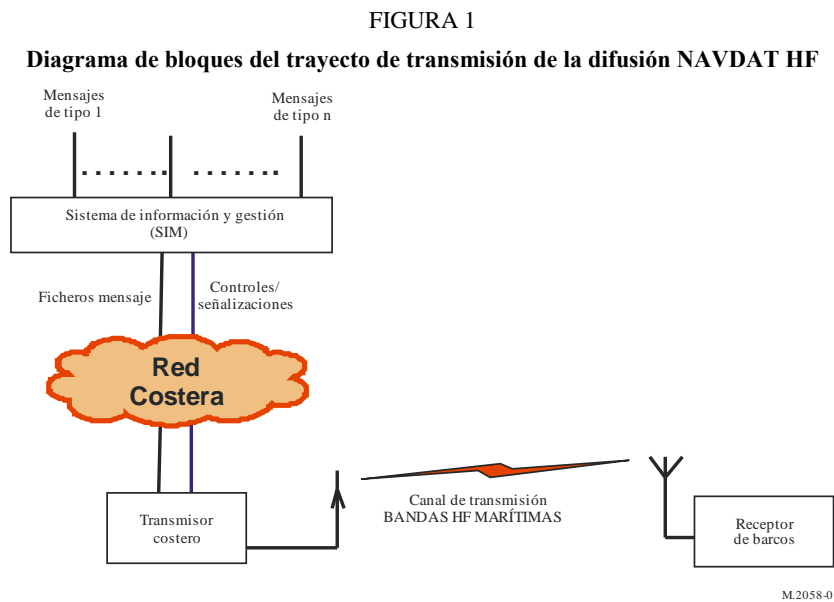 FIGURA 1
Diagrama de bloques del trayecto de transmisión de la difusión NAVDAT HF
Mensajes
de tipo 1
Mensajes
de tipo n
Sistema de información y gestión
(SIM)
Ficheros mensaje
Controles/
señalizaciones
Red
Costera
Transmisor
costero
Canal de transmisión
BANDAS HF MARÍTIMAS
Receptor
de barcos
M.2058-0